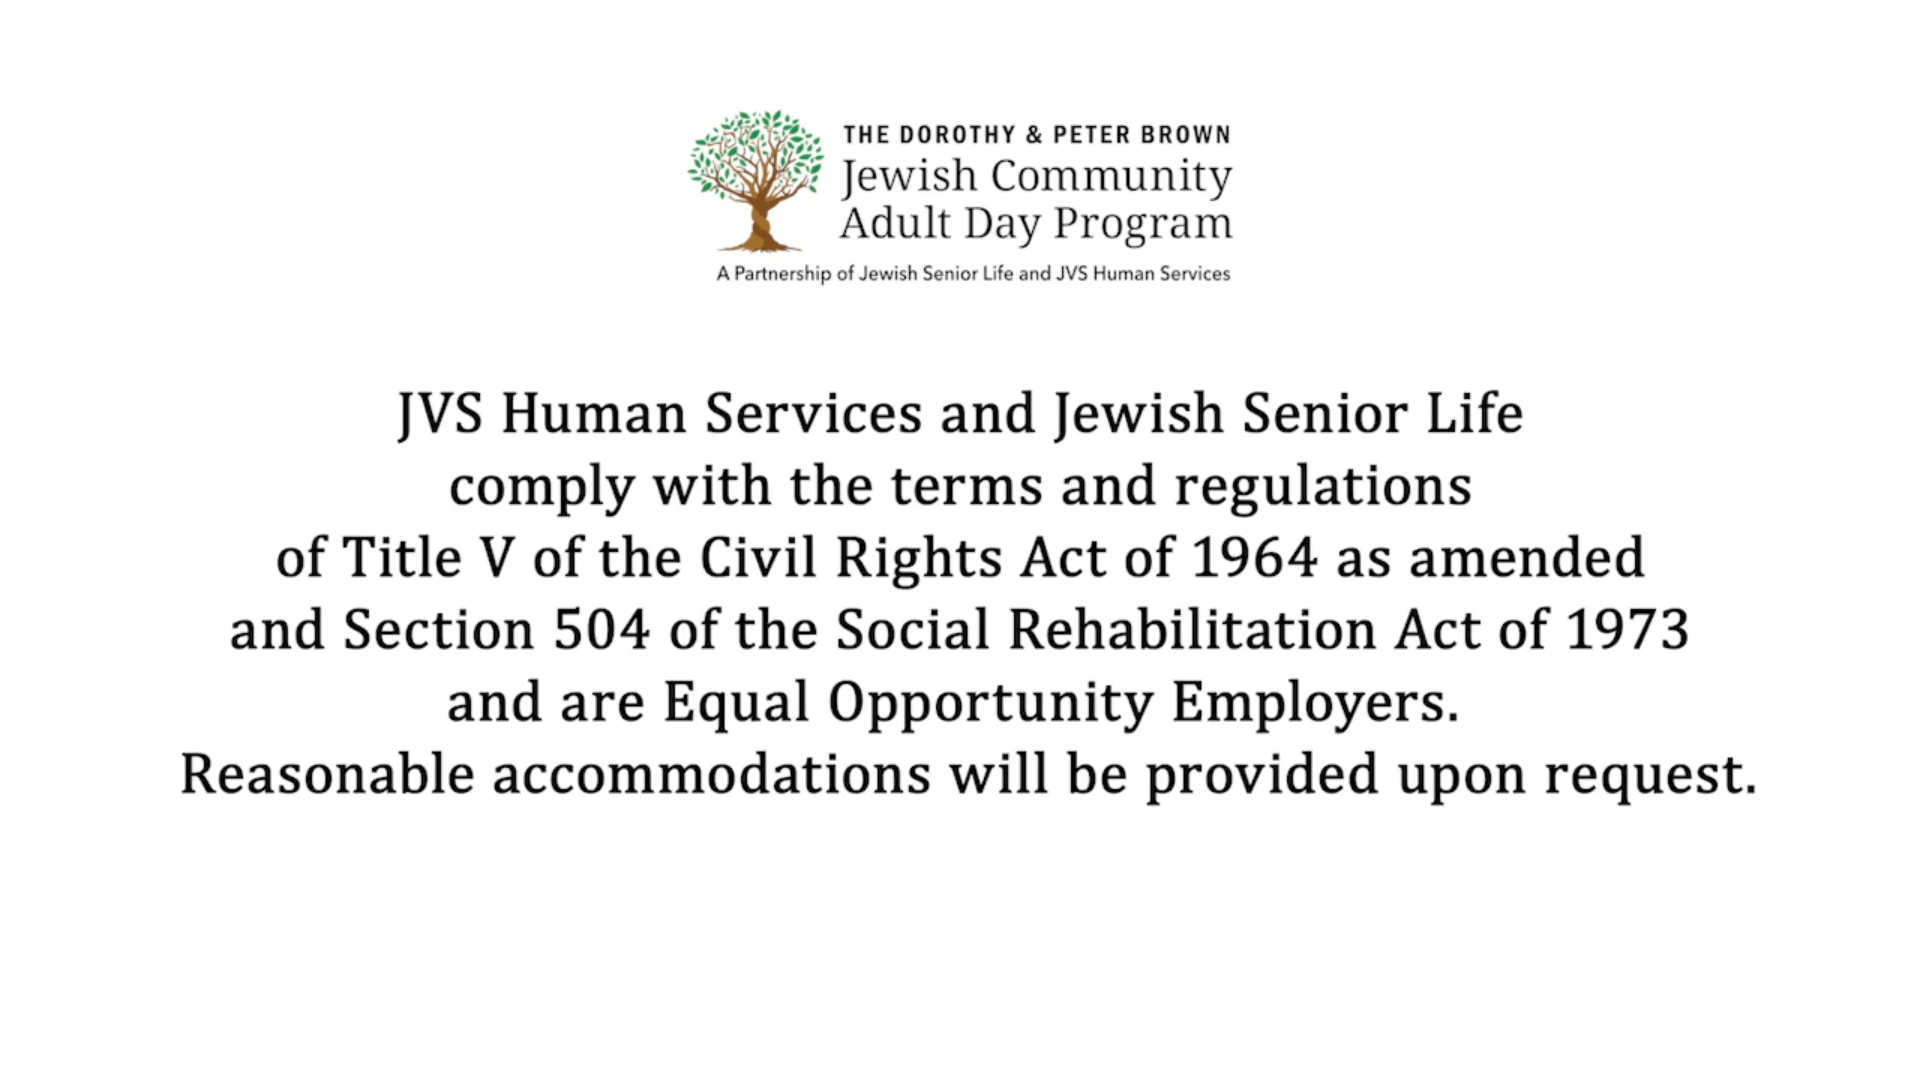 THE DOROTHY & PETER BROWN
Jewish Community
Adult Day Program
A Partnership of Jewish Senior Life and JVS Human Services
JVS Human Services and Jewish Senior Life
comply with the terms and regulations
of Title V of the Civil Rights Act of 1964 as amended
and Section 504 of the Social Rehabilitation Act of 1973
and are Equal Opportunity Employers.
Reasonable accommodations will be provided upon request.